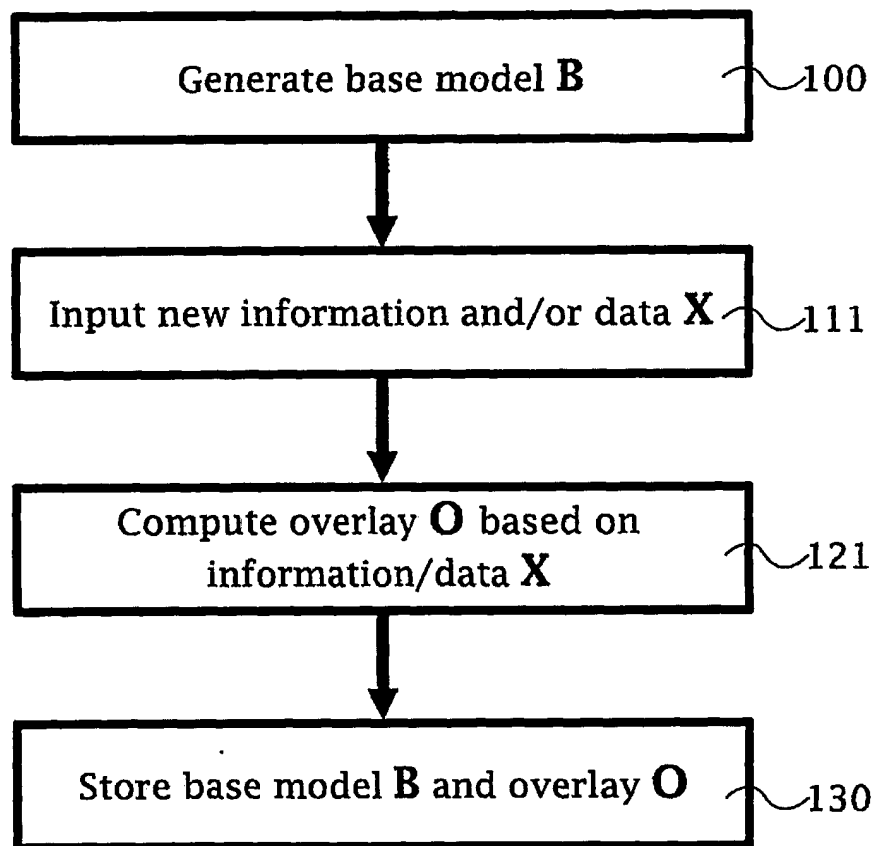 Generate base model B
100
Input new information and/or data X
111
Compute overlay O based on
information/data X
121
Store base model B and overlay O
130